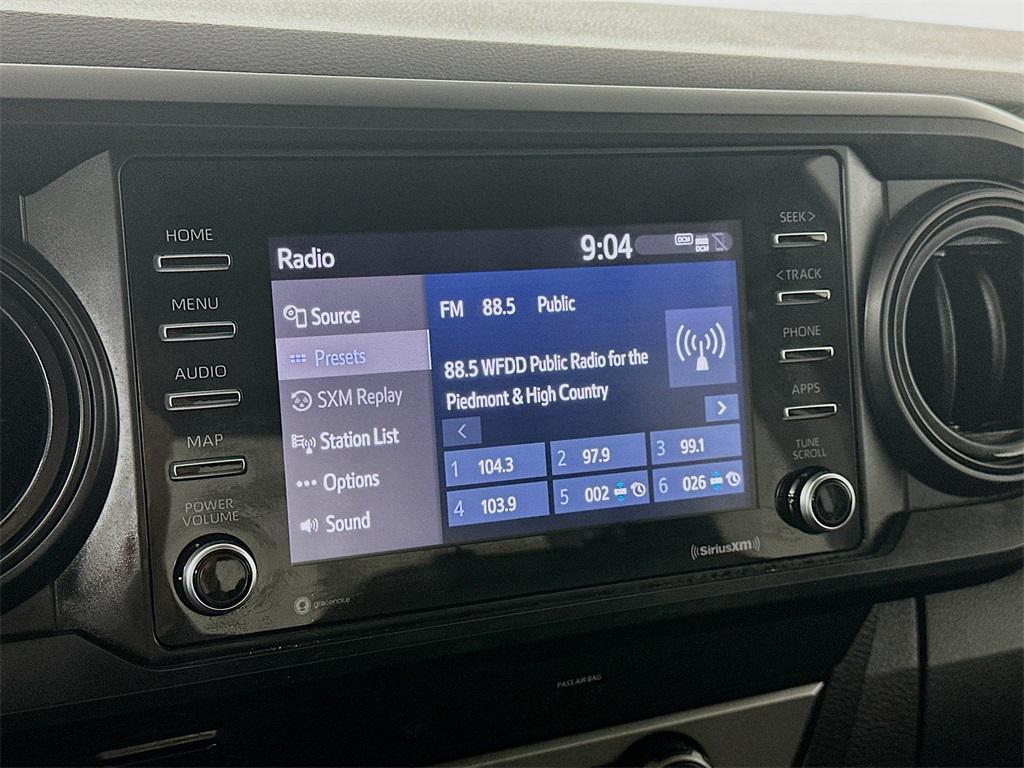 HOME
MENU
AUDIO
MAP
POWER
VOLUME
Radio
9:04
DCM
DCM
Source
Presets
SXM Replay
Station List
Options
Sound
FM 88.5 Public
88.5 WFDD Public Radio for the
Piedmont & High Country
<
>
1 104.3
2 97.9
3 99.1
4 103.9
5 002
6 026
SEEK >
< TRACK
PHONE
APPS
TUNE
SCROLL
((SiriusXM))
gracenote
PASS AIR BAG